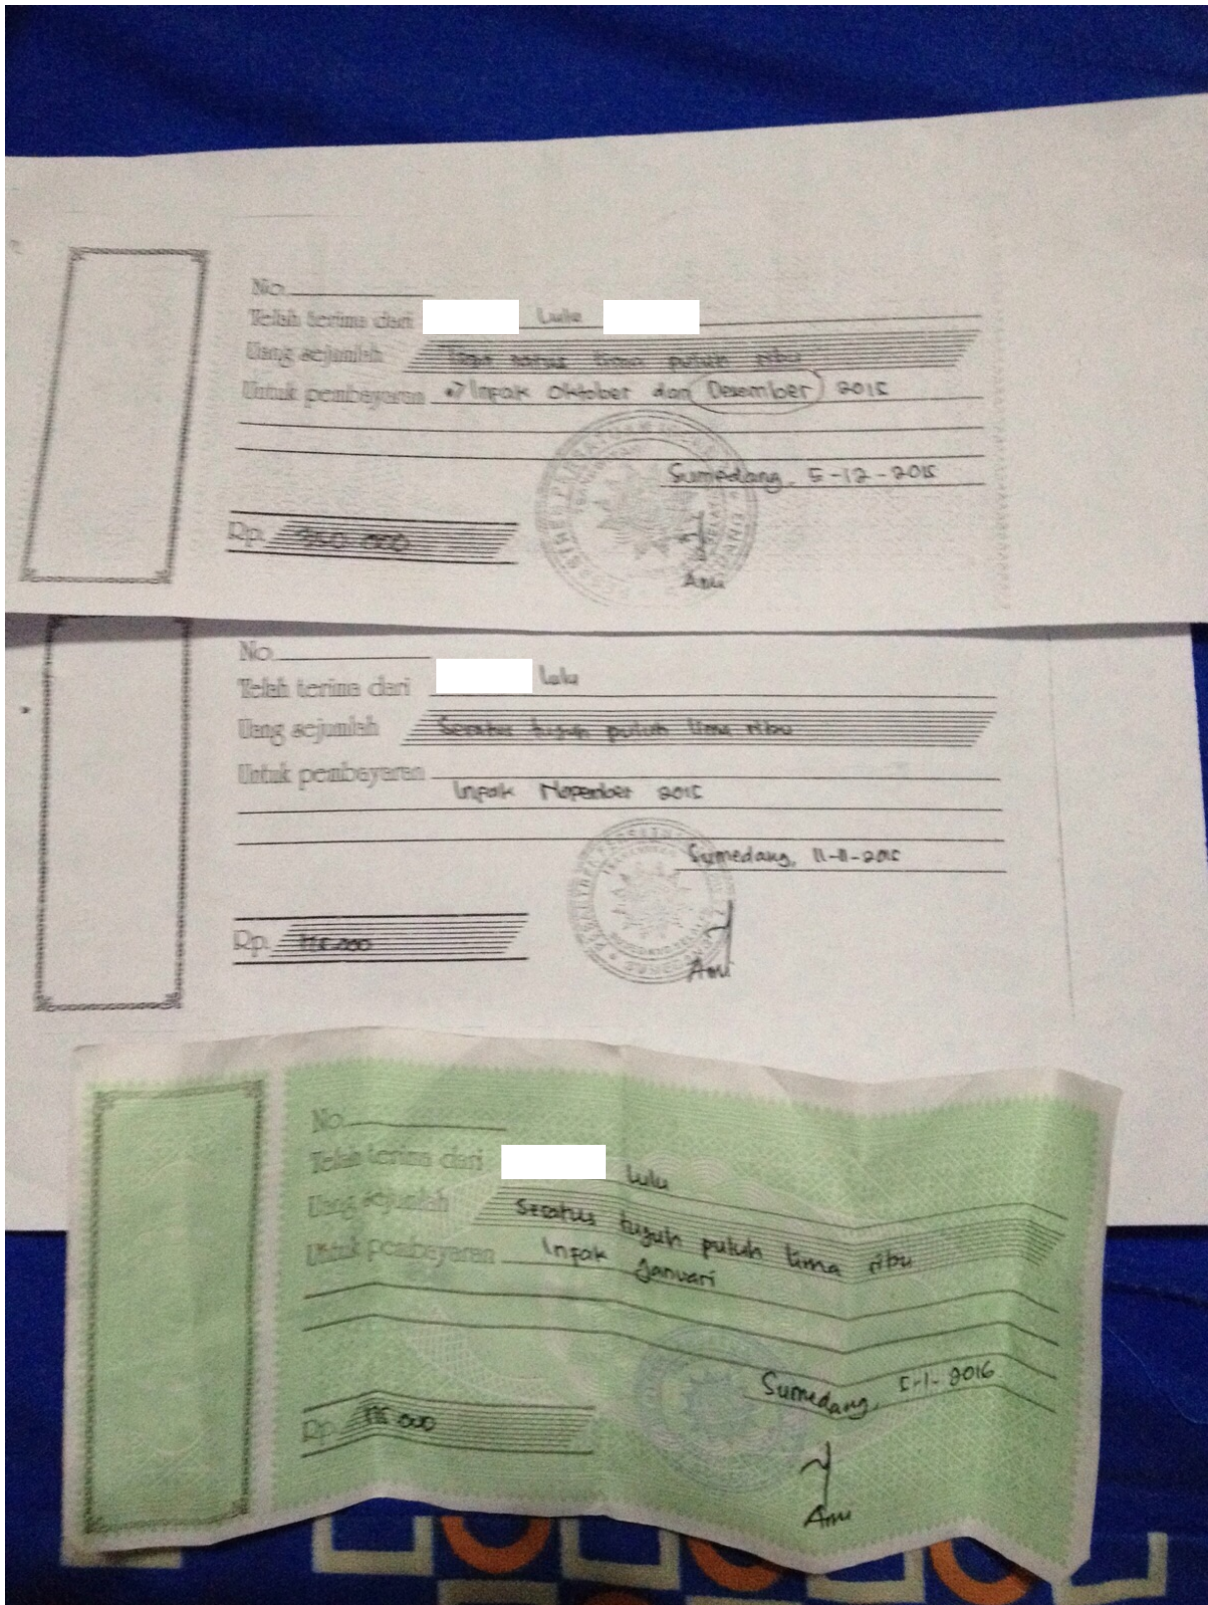 No.
Telah terima dari Lulu
Uang sejumlah Tiga ratus lima puluh ribu
Untuk pembayaran Infak Oktober dan Desember 2015
Sumedang, 5-12-2015
Rp. 350.000
No.
Telah terima dari lulu
Uang sejumlah Seratus tujuh puluh lima ribu
Untuk pembayaran
Infak Nopember 2015
Sumedang, 11-11-2015
Rp. 175.000
No.
Telah terima dari lulu
Uang sejumlah Seratus tujuh puluh lima ribu
Untuk pembayaran Infak Januari
Sumedang, 5-1-2016
Rp. 175.000